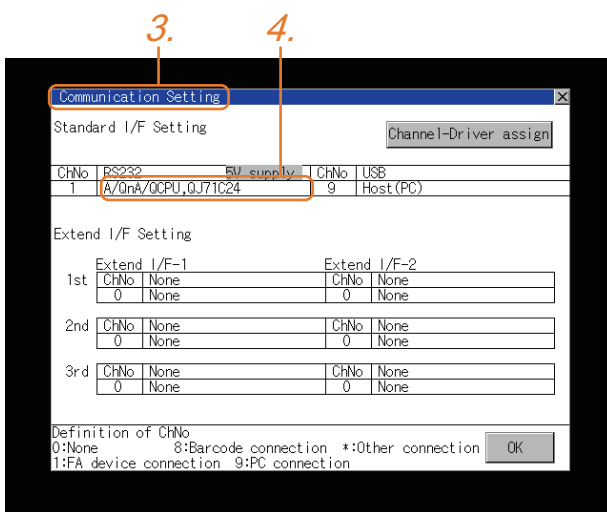 3. 4.
Communication Setting
Standard I/F Setting
Channel-Driver assign
ChNo RS232 5V supply ChNo USB
1 A/QnA/QCPU,QJ71C24 9 Host(PC)
Extend I/F Setting
Extend I/F-1 Extend I/F-2
1st ChNo None ChNo None
0 None 0 None
2nd ChNo None ChNo None
0 None 0 None
3rd ChNo None ChNo None
0 None 0 None
Definition of ChNo
0:None 8:Barcode connection *:Other connection OK
1:FA device connection 9:PC connection